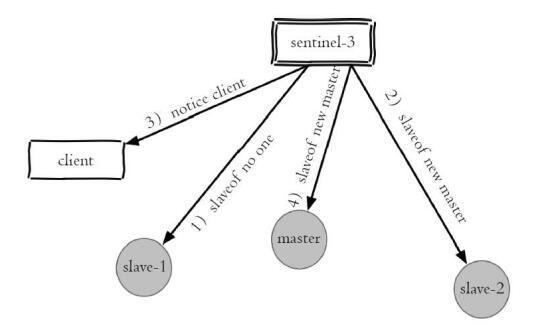 sentinel-3
3) notice client
client
1) slaveof no one
4) slaveof new master
2) slaveof new master
master
slave-1
slave-2